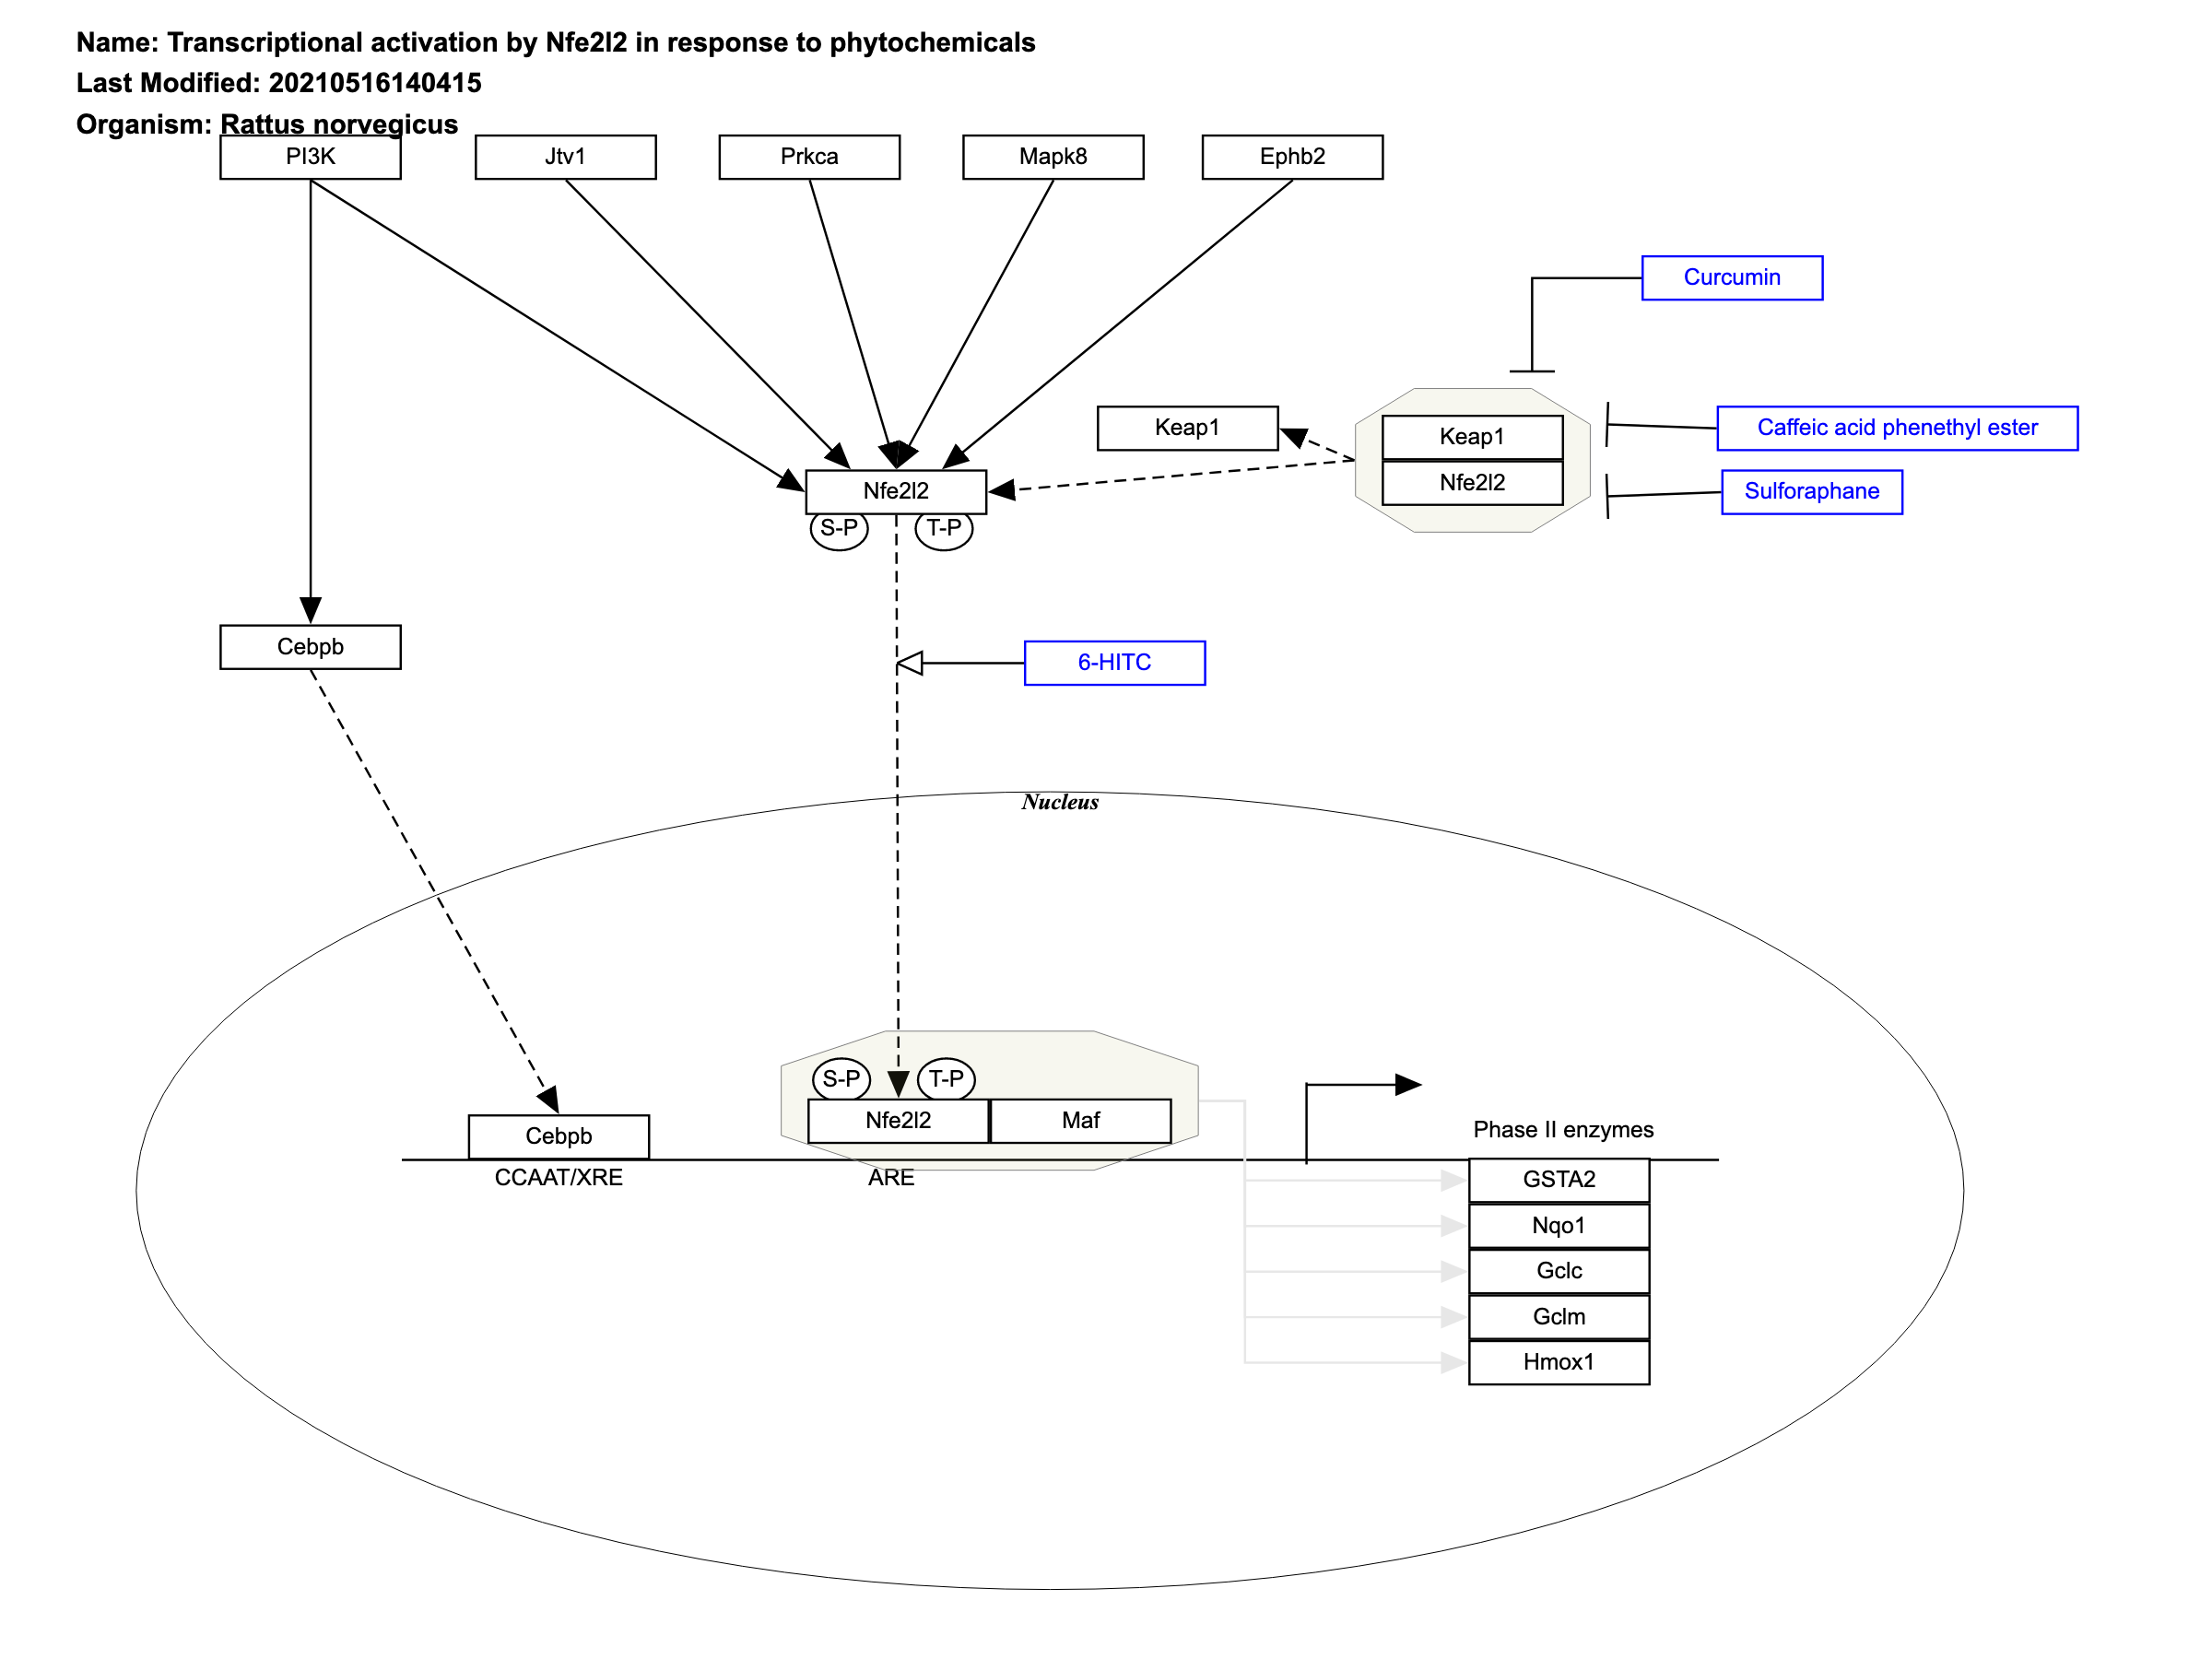 Name: Transcriptional activation by Nfe2l2 in response to phytochemicals
Last Modified: 20210516140415
Organism: Rattus norvegicus
PI3K
Jtv1
Prkca
Mapk8
Ephb2
Curcumin
Keap1
Keap1
Caffeic acid phenethyl ester
Nfe2l2
Nfe2l2
Sulforaphane
S-P
T-P
Cebpb
6-HITC
Nucleus
S-P
T-P
Nfe2l2
Maf
Cebpb
Phase II enzymes
CCAAT/XRE
ARE
GSTA2
Nqo1
Gclc
Gclm
Hmox1